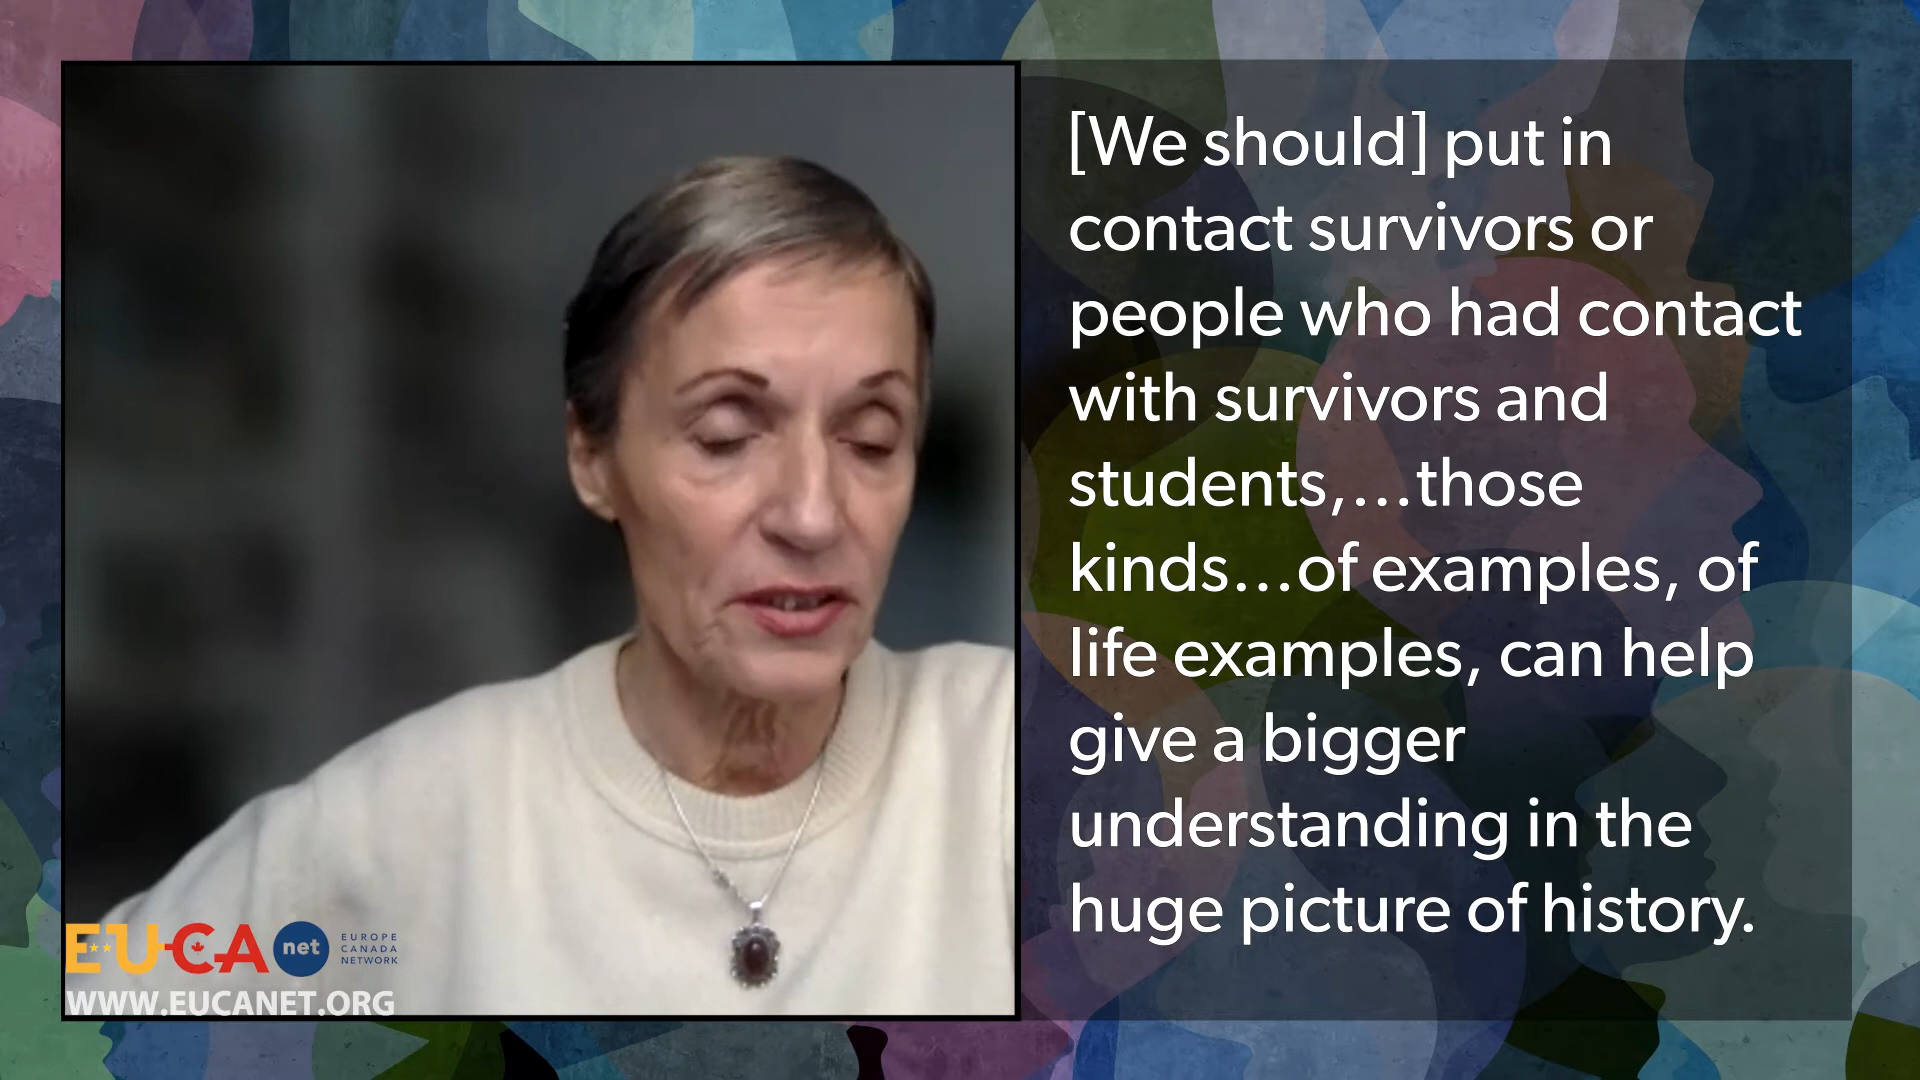 [We should] put in
contact survivors or
people who had contact
with survivors and
students,…those
kinds…of examples, of
life examples, can help
give a bigger
understanding in the
huge picture of history.
EUCA net
EUROPE
CANADA
NETWORK
WWW.EUCANET.ORG